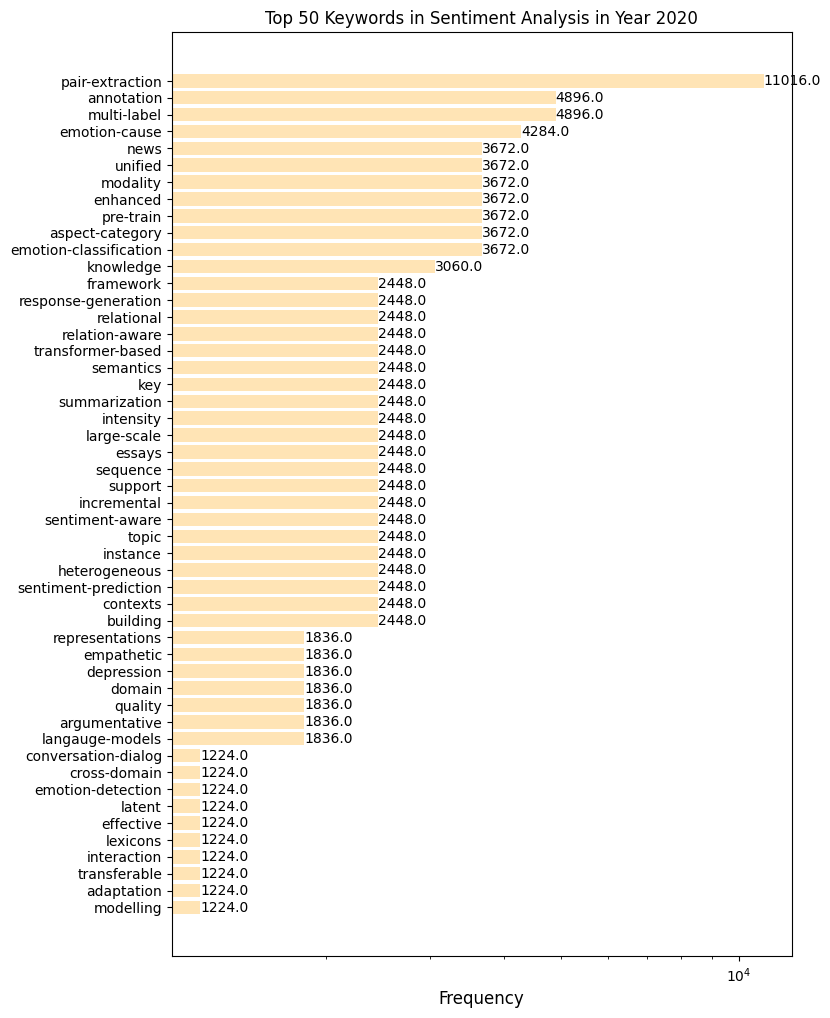 Top 50 Keywords in Sentiment Analysis in Year 2020
pair-extraction 11016.0
annotation 4896.0
multi-label 4896.0
emotion-cause 4284.0
news 3672.0
unified 3672.0
modality 3672.0
enhanced 3672.0
pre-train 3672.0
aspect-category 3672.0
emotion-classification 3672.0
knowledge 3060.0
framework 2448.0
response-generation 2448.0
relational 2448.0
relation-aware 2448.0
transformer-based 2448.0
semantics 2448.0
key 2448.0
summarization 2448.0
intensity 2448.0
large-scale 2448.0
essays 2448.0
sequence 2448.0
support 2448.0
incremental 2448.0
sentiment-aware 2448.0
topic 2448.0
instance 2448.0
heterogeneous 2448.0
sentiment-prediction 2448.0
contexts 2448.0
building 2448.0
representations 1836.0
empathetic 1836.0
depression 1836.0
domain 1836.0
quality 1836.0
argumentative 1836.0
langauge-models 1836.0
conversation-dialog 1224.0
cross-domain 1224.0
emotion-detection 1224.0
latent 1224.0
effective 1224.0
lexicons 1224.0
interaction 1224.0
transferable 1224.0
adaptation 1224.0
modelling 1224.0
10⁴
Frequency